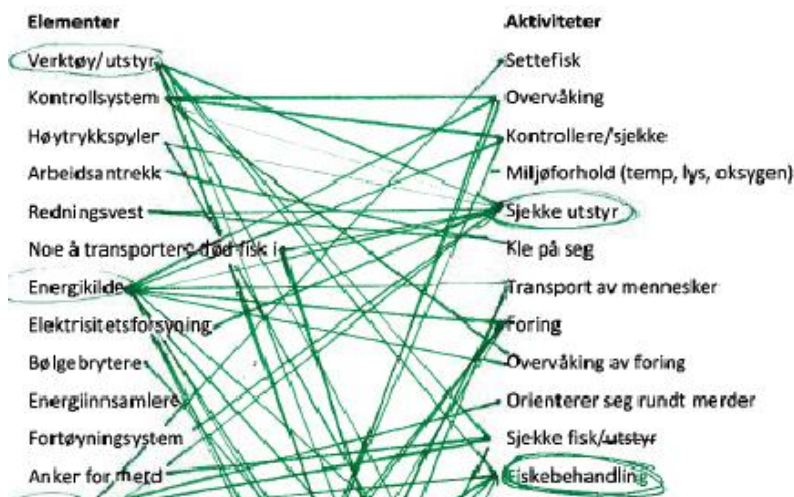 Elementer
Verktøy/utstyr
Kontrollsystem
Høytrykkspyler
Arbeidsantrekk
Redningsvest
Noe å transportere død fisk i
Energikilde
Elektrisitetsforsyning
Bølgebrytere
Energiinnsamlere
Fortøyningsystem
Anker for merd
Aktiviteter
Settefisk
Overvåking
Kontrollere/sjekke
Miljøforhold (temp, lys, oksygen)
Sjekke utstyr
Kle på seg
Transport av mennesker
Foring
Overvåking av foring
Orienterer seg rundt merder
Sjekke fisk/utstyr
Fiskebehandling